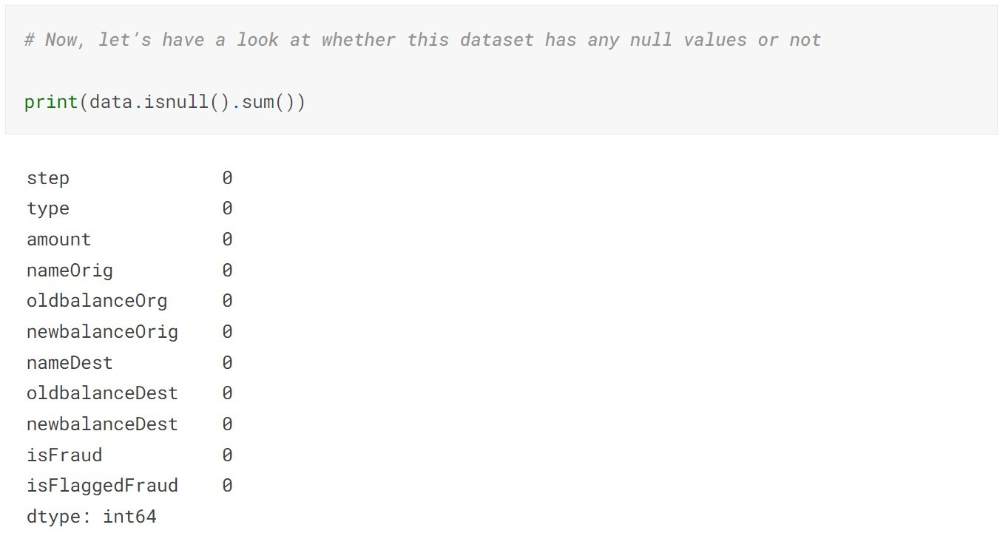 # Now, let’s have a look at whether this dataset has any null values or not
print(data.isnull().sum())
step 0
type 0
amount 0
nameOrig 0
oldbalanceOrg 0
newbalanceOrig 0
nameDest 0
oldbalanceDest 0
newbalanceDest 0
isFraud 0
isFlaggedFraud 0
dtype: int64